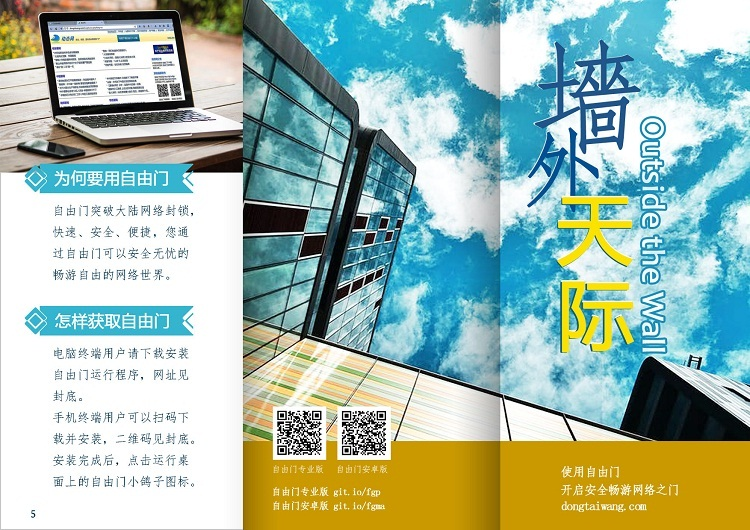 动态网
为何要用自由门
自由门突破大陆网络封锁,
快速、安全、便捷，您通
过自由门可以安全无忧的
畅游自由的网络世界。
怎样获取自由门
电脑终端用户请下载安装
自由门运行程序，网址见
封底。
手机终端用户可以扫码下
载并安装，二维码见封底。
安装完成后，点击运行桌
面上的自由门小鸽子图标。
5
自由门专业版 自由门安卓版
自由门专业版 git.io/fgp
自由门安卓版 git.io/fgma
墙外天际
Outside the Wall
使用自由门
开启安全畅游网络之门
dongtaiwang.com